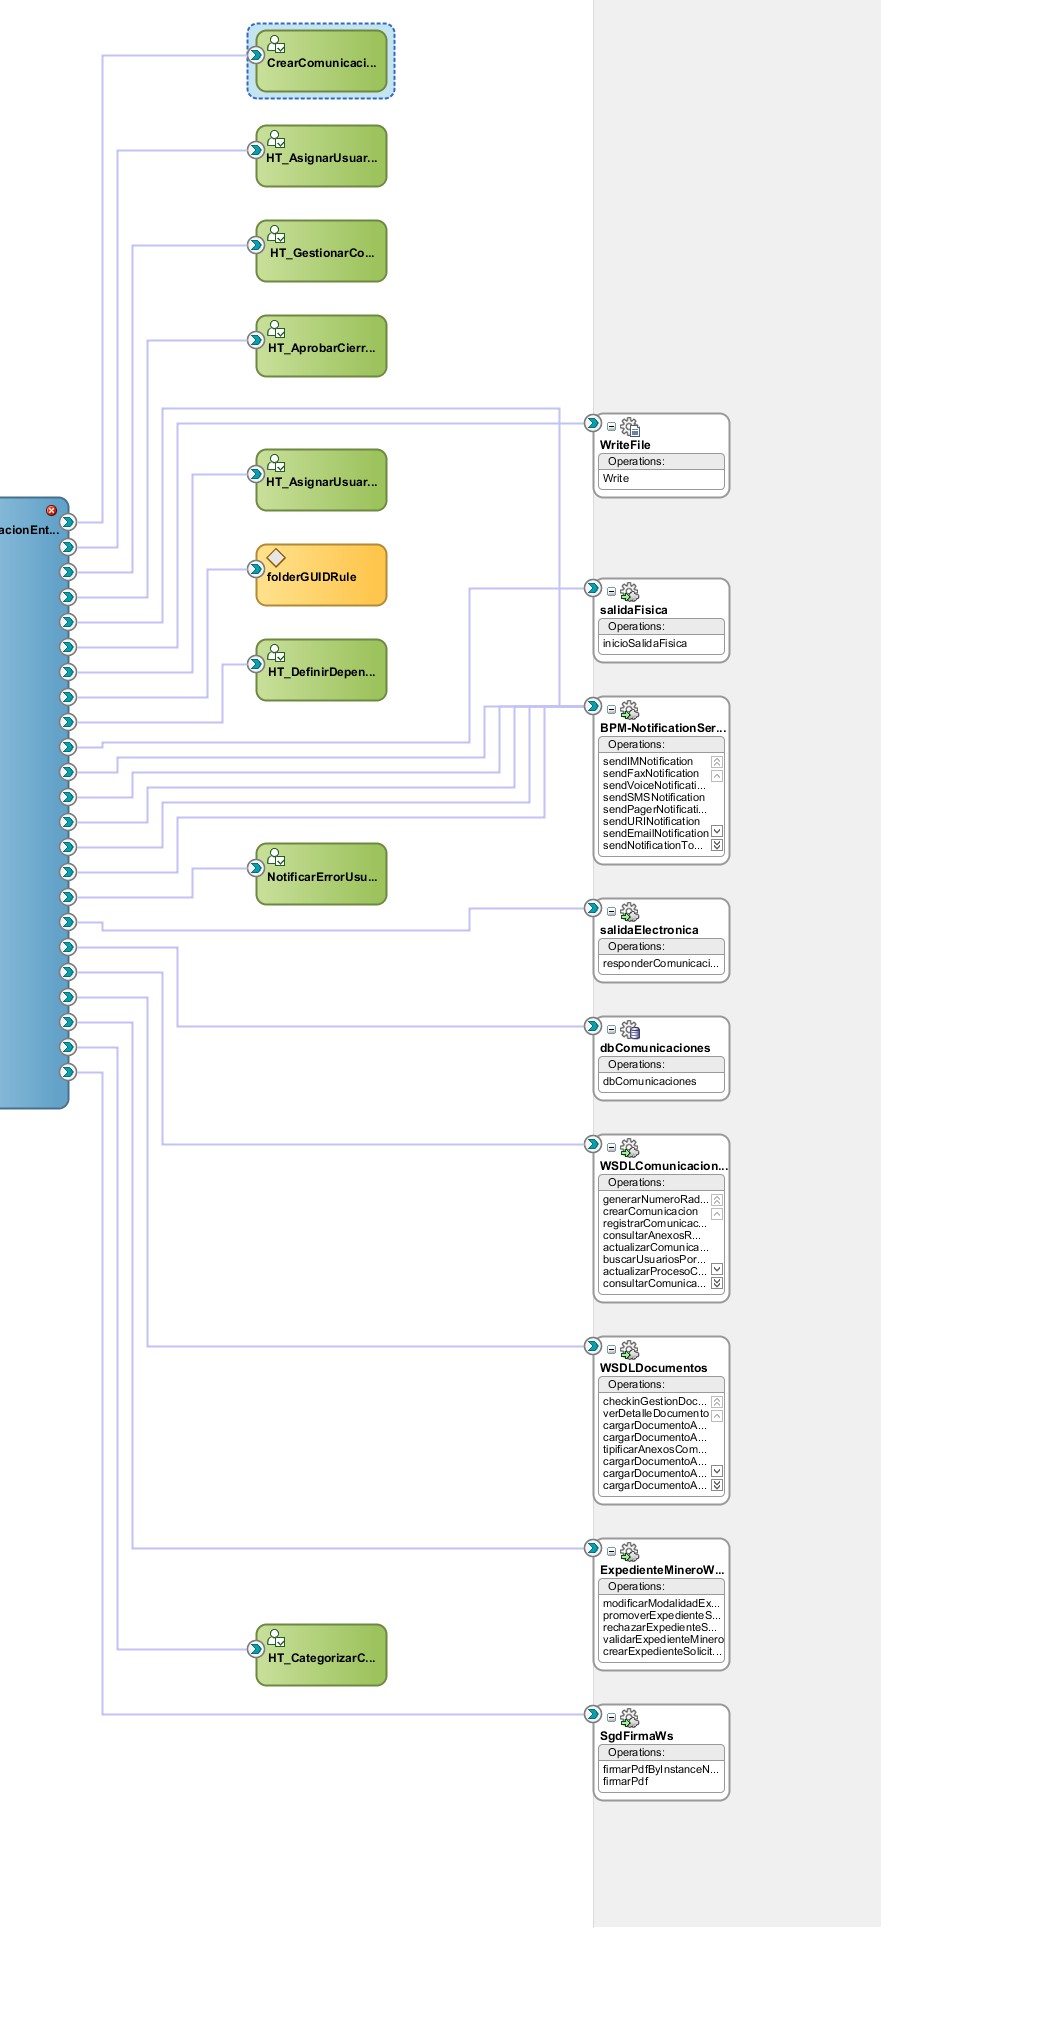 CrearComunicaci...
HT_AsignarUsuar...
HT_GestionarCo...
HT_AprobarCierr...
WriteFile
Operations:
Write
HT_AsignarUsuar...
acionEnt...
folderGUIDRule
salidaFisica
Operations:
inicioSalidaFisica
HT_DefinirDepen...
BPM-NotificationSer...
Operations:
sendIMNotification
sendFaxNotification
sendVoiceNotificati...
sendSMSNotification
sendPagerNotificati...
sendURINotification
sendEmailNotification
sendNotificationTo...
NotificarErrorUsu...
salidaElectronica
Operations:
responderComunicaci...
dbComunicaciones
Operations:
dbComunicaciones
WSDLComunicacion...
Operations:
generarNumeroRad...
crearComunicacion
registrarComunicac...
consultarAnexosR...
actualizarComunica...
buscarUsuariosPor...
actualizarProcesoC...
consultarComunica...
WSDLDocumentos
Operations:
checkinGestionDoc...
verDetalleDocumento
cargarDocumentoA...
cargarDocumentoA...
tipificarAnexosCom...
cargarDocumentoA...
cargarDocumentoA...
cargarDocumentoA...
ExpedienteMineroW...
Operations:
modificarModalidadEx...
promoverExpedienteS...
rechazarExpedienteS...
validarExpedienteMinero
crearExpedienteSolicit...
HT_CategorizarC...
SgdFirmaWs
Operations:
firmarPdfByInstanceN...
firmarPdf